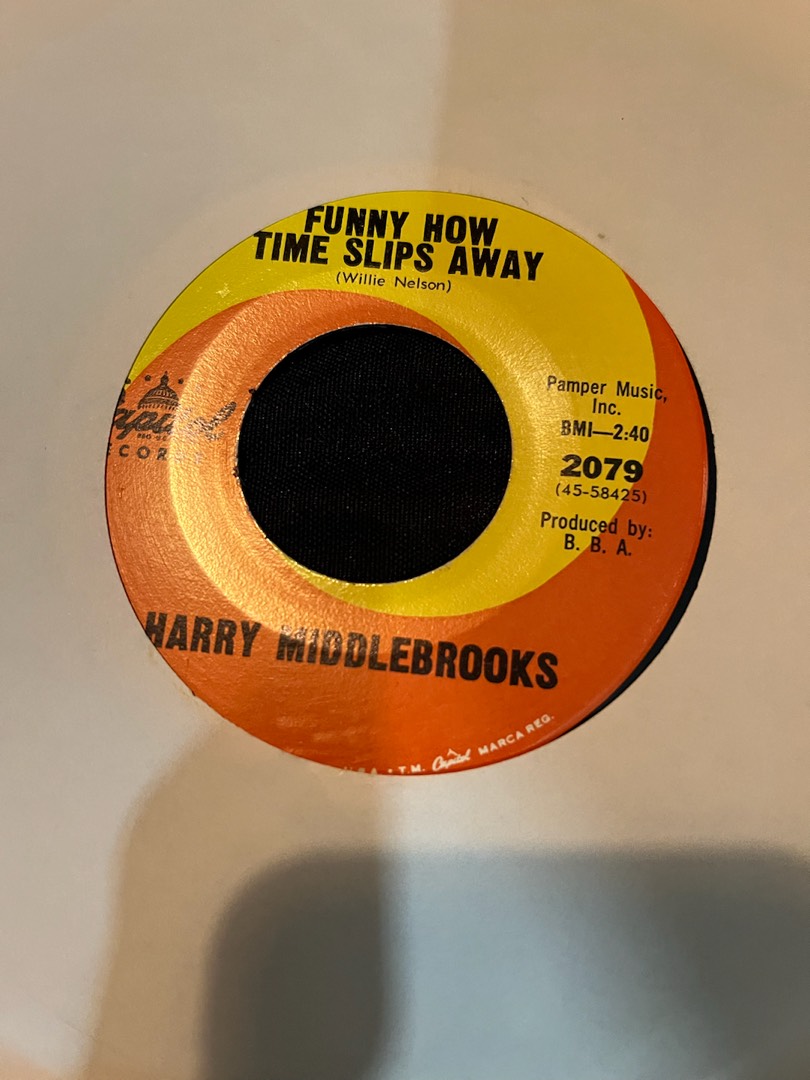 FUNNY HOW
TIME SLIPS AWAY
(Willie Nelson)
Pamper Music,
Inc.
BMI—2:40
2079
(45-58425)
Produced by:
B. B. A.
HARRY MIDDLEBROOKS
T.M. Capitol MARCA REG.